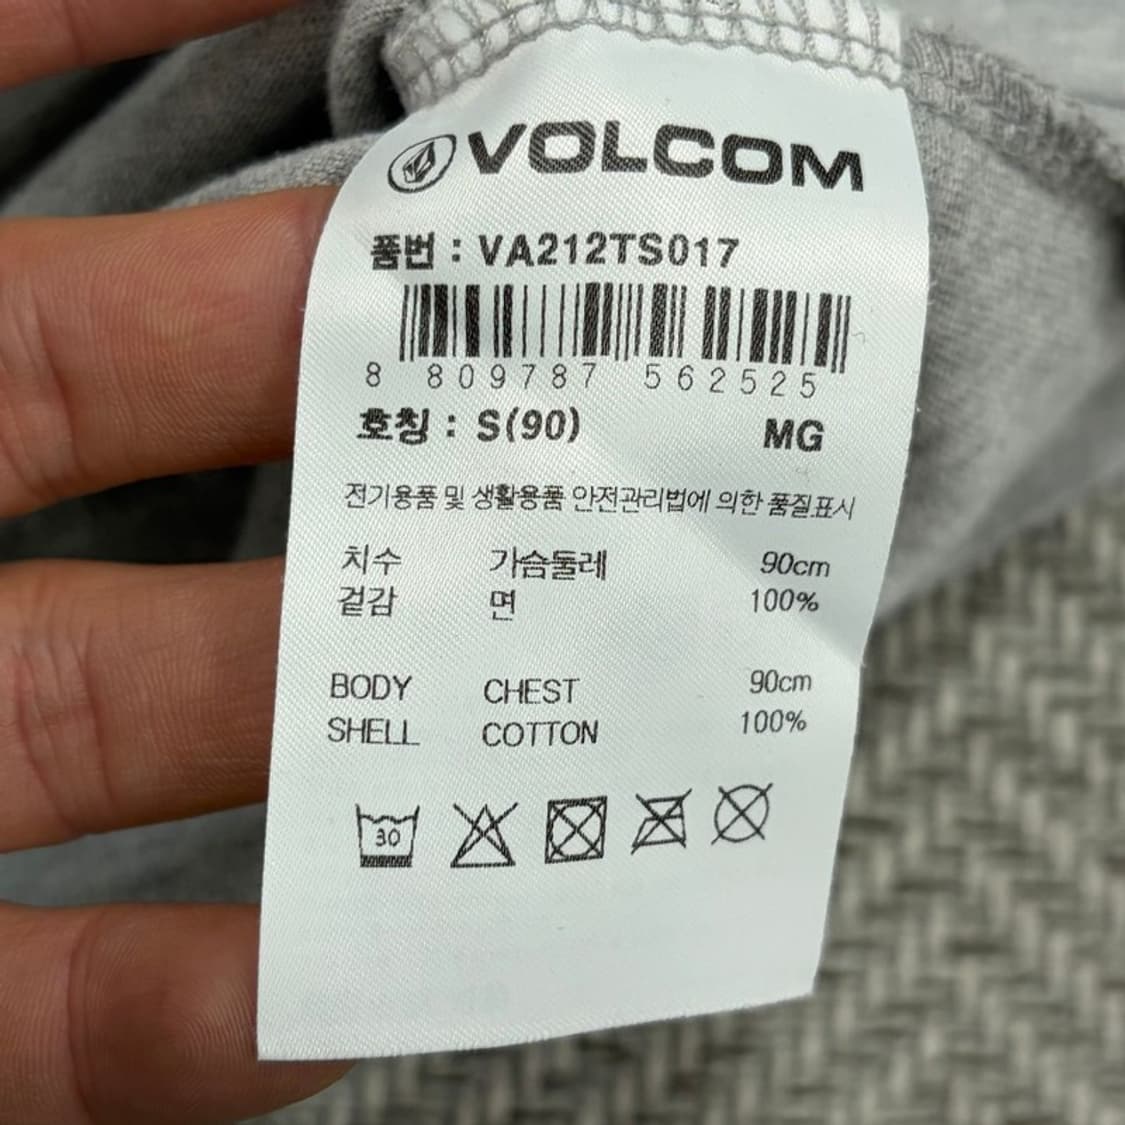 VOLCOM
품번 : VA212TS017
8 809787 562525
호칭 : S(90) MG
전기용품 및 생활용품 안전관리법에 의한 품질표시
치수 가슴둘레 90cm
겉감 면 100%
BODY CHEST 90cm
SHELL COTTON 100%
30